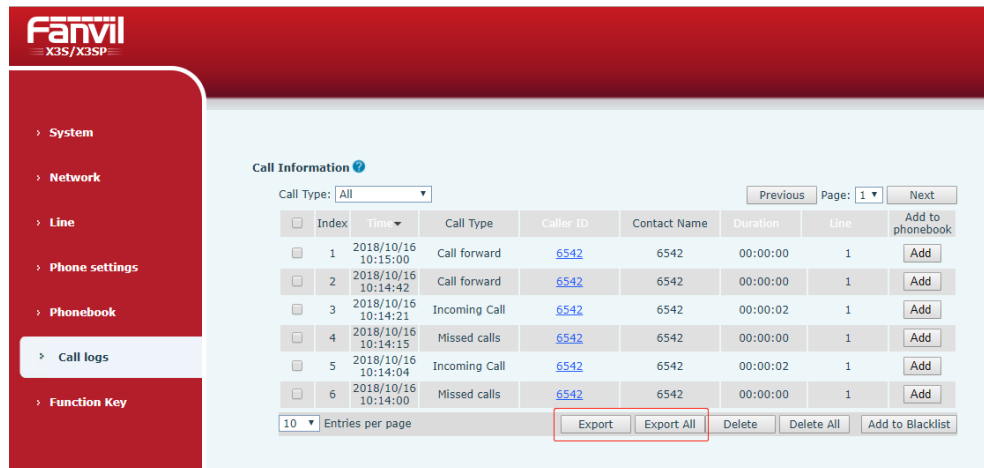 Fanvil
X3S/X3SP
System
Network
Line
Phone settings
Phonebook
Call logs
Function Key
Call Information ?
Call Type: All
Previous Page: 1 Next
Index Time Call Type Caller ID Contact Name Duration Line Add to phonebook
1 2018/10/16 10:15:00 Call forward 6542 6542 00:00:00 1 Add
2 2018/10/16 10:14:42 Call forward 6542 6542 00:00:00 1 Add
3 2018/10/16 10:14:21 Incoming Call 6542 6542 00:00:02 1 Add
4 2018/10/16 10:14:15 Missed calls 6542 6542 00:00:00 1 Add
5 2018/10/16 10:14:04 Incoming Call 6542 6542 00:00:02 1 Add
6 2018/10/16 10:14:00 Missed calls 6542 6542 00:00:00 1 Add
10 Entries per page Export Export All Delete Delete All Add to Blacklist